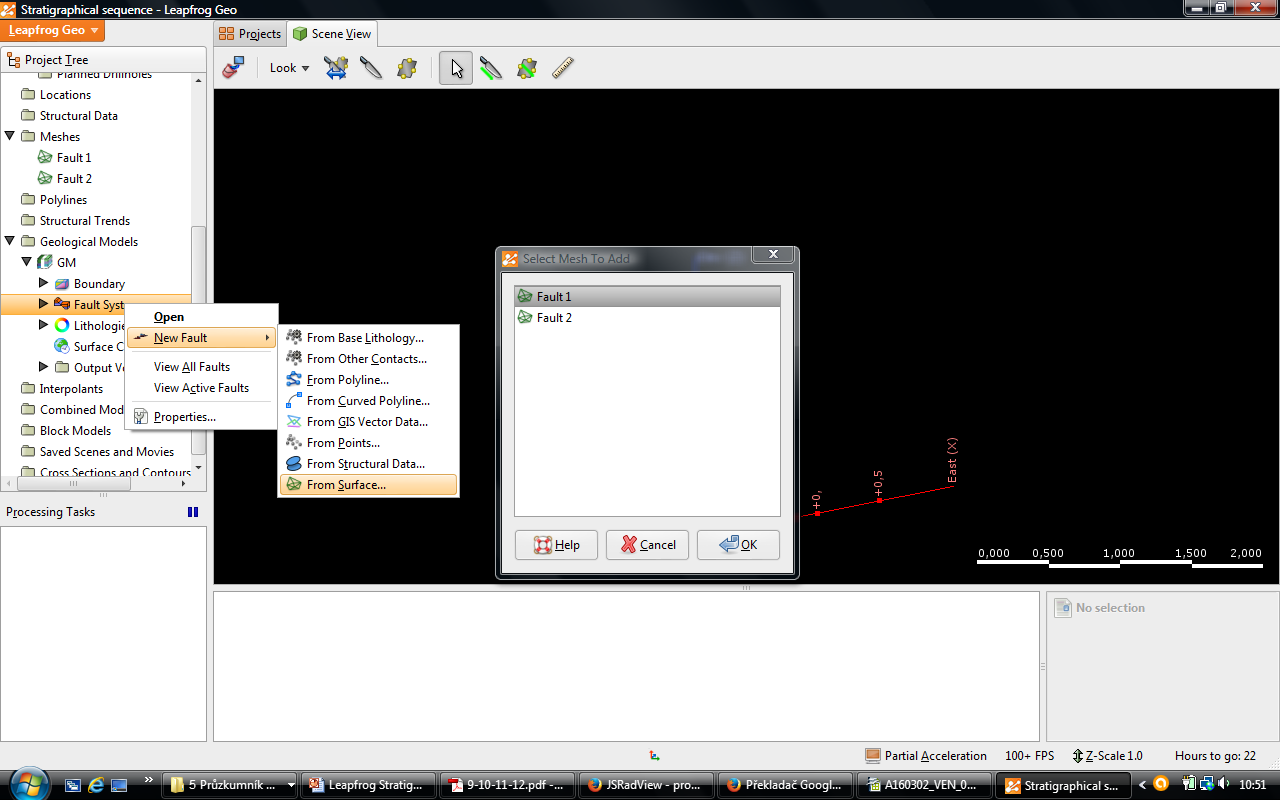 Stratigraphical sequence - Leapfrog Geo
Leapfrog Geo
Projects
Scene View
Project Tree
Look
Planned Drillholes
Locations
Structural Data
Meshes
Fault 1
Fault 2
Polylines
Structural Trends
Geological Models
GM
Boundary
Fault Syst
Lithologie
Surface C
Output Vo
Interpolants
Combined Mod
Block Models
Saved Scenes and Movies
Cross Sections and Contours
Open
New Fault
View All Faults
View Active Faults
Properties...
From Base Lithology...
From Other Contacts...
From Polyline...
From Curved Polyline...
From GIS Vector Data...
From Points...
From Structural Data...
From Surface...
Select Mesh To Add
Fault 1
Fault 2
Help
Cancel
OK
+0,
+0,5
East (X)
0,000 0,500 1,000 1,500 2,000
Processing Tasks
No selection
Partial Acceleration
100+ FPS
Z-Scale 1.0
Hours to go: 22
5 Průzkumník ...
Leapfrog Stratig...
9-10-11-12.pdf -...
JSRadView - pro...
Překladač Googl...
A160302_VEN_0...
Stratigraphical s...
10:51